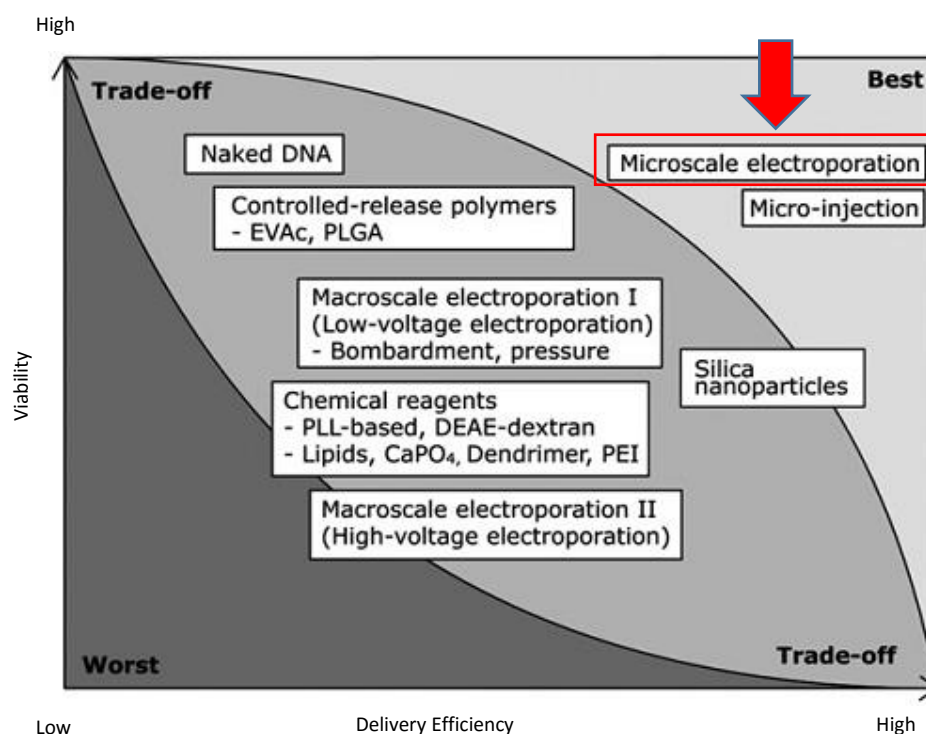 High
Trade-off
Best
Naked DNA
Microscale electroporation
Controlled-release polymers
- EVAc, PLGA
Micro-injection
Macroscale electroporation I
(Low-voltage electroporation)
- Bombardment, pressure
Silica
nanoparticles
Viability
Chemical reagents
- PLL-based, DEAE-dextran
- Lipids, CaPO₄, Dendrimer, PEI
Macroscale electroporation II
(High-voltage electroporation)
Worst
Trade-off
Low
Delivery Efficiency
High